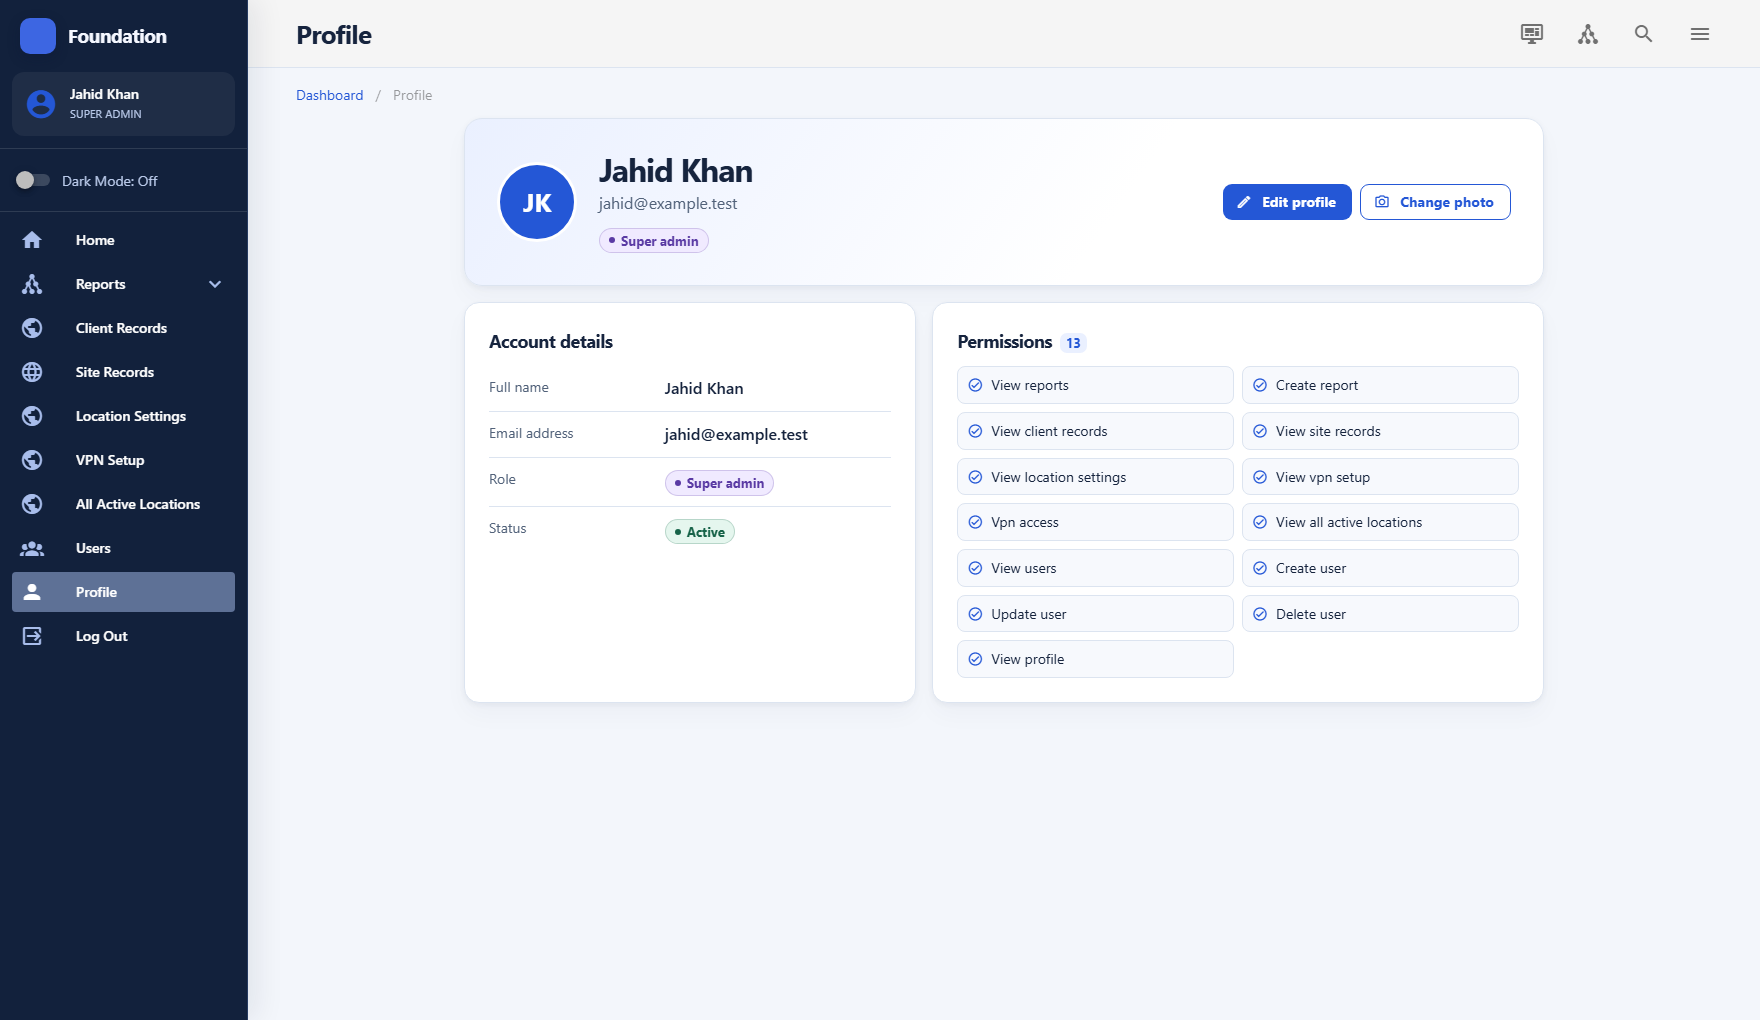 Foundation
Jahid Khan
SUPER ADMIN
Dark Mode: Off
Home
Reports
Client Records
Site Records
Location Settings
VPN Setup
All Active Locations
Users
Profile
Log Out
Profile
Dashboard / Profile
JK
Jahid Khan
jahid@example.test
Super admin
Edit profile
Change photo
Account details
Full name Jahid Khan
Email address jahid@example.test
Role Super admin
Status Active
Permissions 13
View reports Create report
View client records View site records
View location settings View vpn setup
Vpn access View all active locations
View users Create user
Update user Delete user
View profile